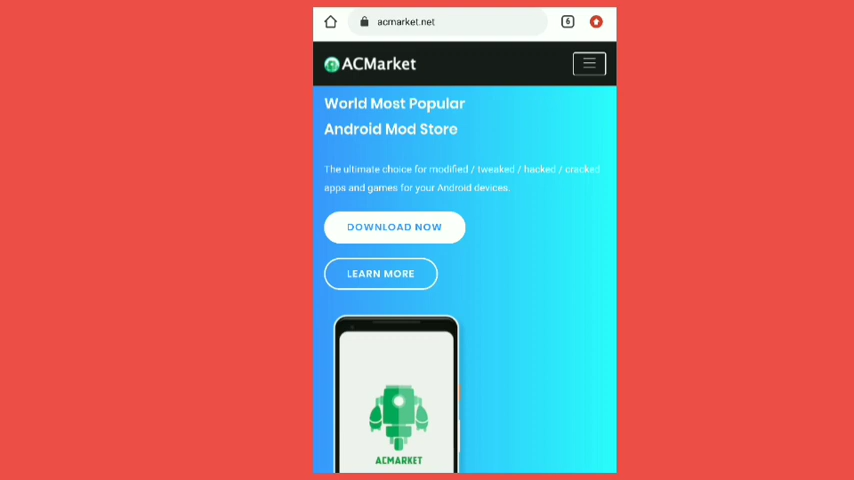 acmarket.net
6
ACMarket
World Most Popular
Android Mod Store
The ultimate choice for modified / tweaked / hacked / cracked
apps and games for your Android devices.
DOWNLOAD NOW
LEARN MORE
ACMARKET